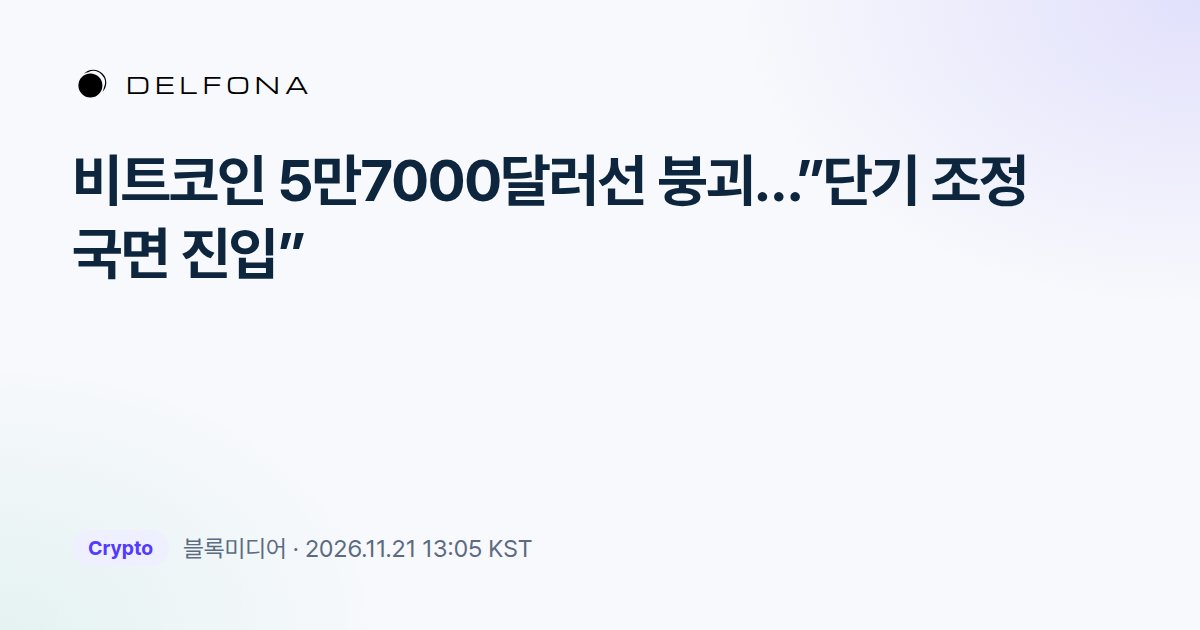 DELFONA
비트코인 5만7000달러선 붕괴…”단기 조정
국면 진입”
Crypto 블록미디어 · 2026.11.21 13:05 KST